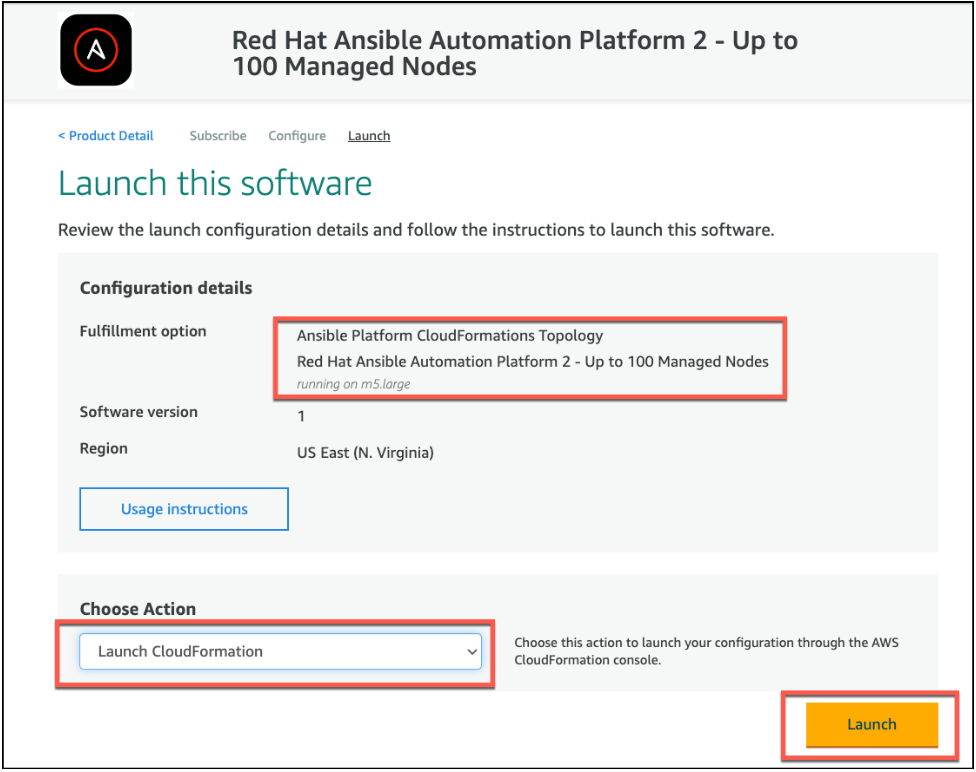 Red Hat Ansible Automation Platform 2 - Up to
100 Managed Nodes
< Product Detail Subscribe Configure Launch
Launch this software
Review the launch configuration details and follow the instructions to launch this software.
Configuration details
Fulfillment option
Ansible Platform CloudFormations Topology
Red Hat Ansible Automation Platform 2 - Up to 100 Managed Nodes
running on m5.large
Software version 1
Region US East (N. Virginia)
Usage instructions
Choose Action
Launch CloudFormation
Choose this action to launch your configuration through the AWS
CloudFormation console.
Launch